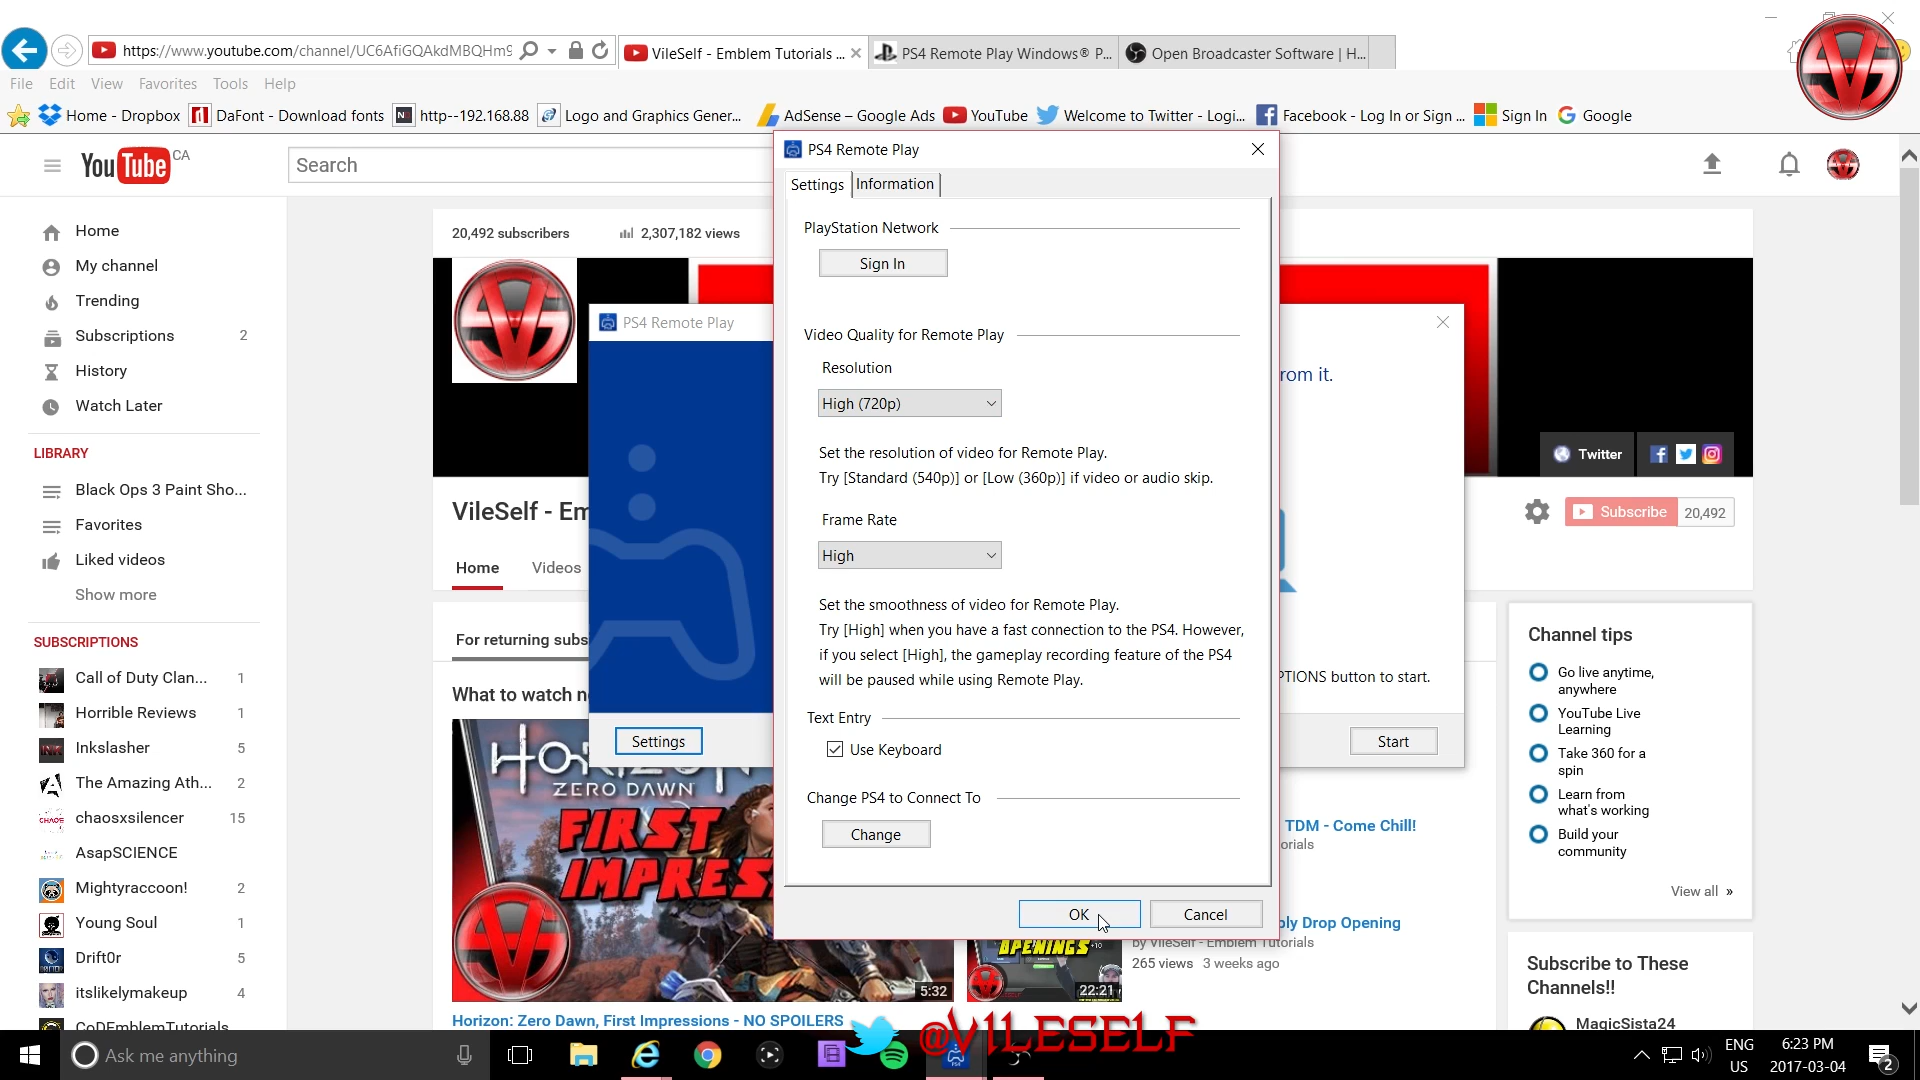 https://www.youtube.com/channel/UC6AfiGQAkdMBQHm9
VileSelf - Emblem Tutorials ...
PS4 Remote Play Windows® P...
Open Broadcaster Software | H...
File Edit View Favorites Tools Help
Home - Dropbox
DaFont - Download fonts
http--192.168.88
Logo and Graphics Gener...
AdSense – Google Ads
YouTube
Welcome to Twitter - Logi...
Facebook - Log In or Sign ...
Sign In
Google
YouTube CA
Search
Home
My channel
Trending
Subscriptions 2
History
Watch Later
LIBRARY
Black Ops 3 Paint Sho...
Favorites
Liked videos
Show more
SUBSCRIPTIONS
Call of Duty Clan... 1
Horrible Reviews 1
Inkslasher 5
The Amazing Ath... 2
chaosxsilencer 15
AsapSCIENCE
Mightyraccoon! 2
Young Soul 1
Drift0r 5
itslikelymakeup 4
CoDEmblemTutorials
20,492 subscribers
2,307,182 views
Twitter
VileSelf - Em
Subscribe 20,492
Home Videos
For returning subs
What to watch n
HORIZON
ZERO DAWN
FIRST
IMPRES
5:32
Horizon: Zero Dawn, First Impressions - NO SPOILERS
PS4 Remote Play
rom it.
PTIONS button to start.
Settings
Start
PS4 Remote Play
Settings Information
PlayStation Network
Sign In
Video Quality for Remote Play
Resolution
High (720p)
Set the resolution of video for Remote Play.
Try [Standard (540p)] or [Low (360p)] if video or audio skip.
Frame Rate
High
Set the smoothness of video for Remote Play.
Try [High] when you have a fast connection to the PS4. However,
if you select [High], the gameplay recording feature of the PS4
will be paused while using Remote Play.
Text Entry
Use Keyboard
Change PS4 to Connect To
Change
OK
Cancel
TDM - Come Chill!
orials
ply Drop Opening
by VileSelf - Emblem Tutorials
265 views 3 weeks ago
OPENINGS +10
22:21
Channel tips
Go live anytime,
anywhere
YouTube Live
Learning
Take 360 for a
spin
Learn from
what's working
Build your
community
View all »
Subscribe to These
Channels!!
MagicSista24
@VILESELF
Ask me anything
PS4
ENG
US
6:23 PM
2017-03-04
2